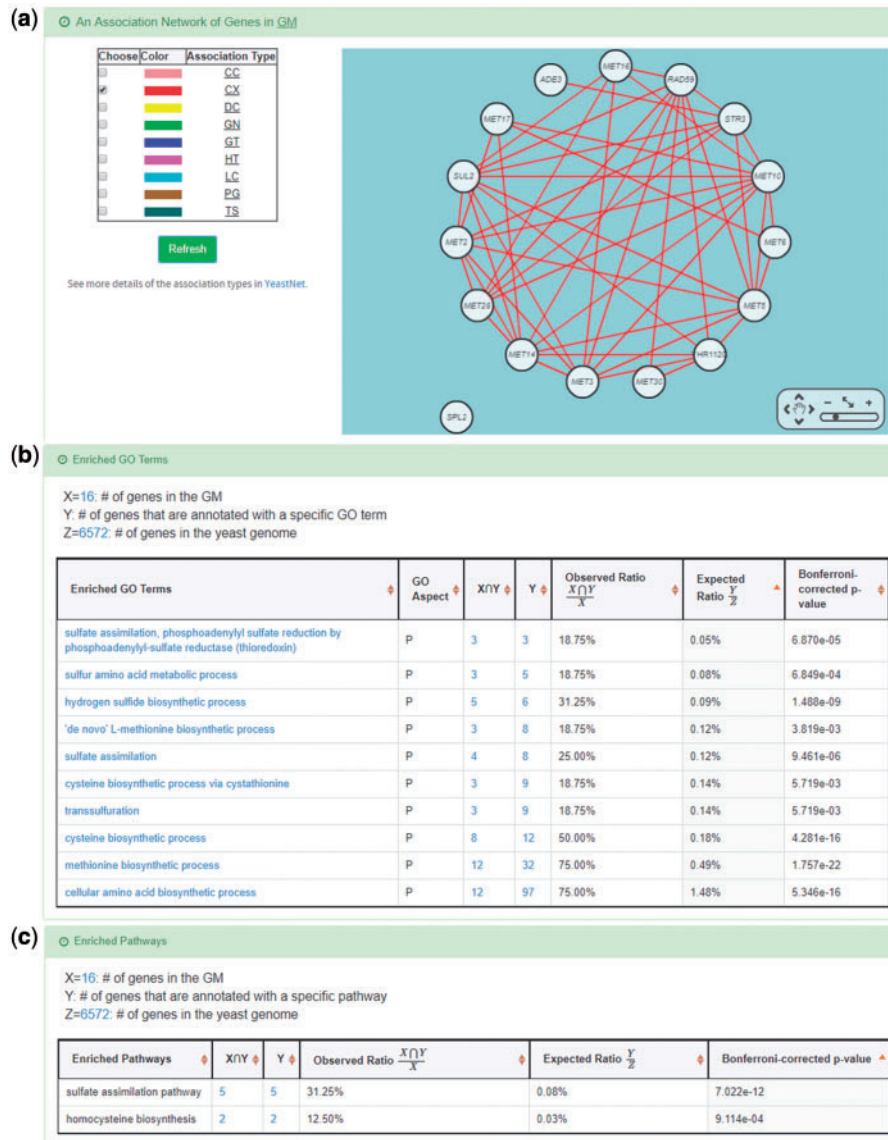 (a)
An Association Network of Genes in GM
Choose Color Association Type
CC
CX
DC
GN
GT
HT
LC
PG
TS
Refresh
See more details of the association types in YeastNet.
MET16
ADE3
RAD59
MET17
STR3
SUL2
MET10
MET2
MET6
MET28
MET5
MET14
HR1120
MET3
MET30
SPL2
(b)
Enriched GO Terms
X=16: # of genes in the GM
Y: # of genes that are annotated with a specific GO term
Z=6572: # of genes in the yeast genome
Enriched GO Terms GO Aspect X∩Y Y Observed Ratio X∩Y/X Expected Ratio Y/Z Bonferroni-corrected p-value
sulfate assimilation, phosphoadenylyl sulfate reduction by
phosphoadenylyl-sulfate reductase (thioredoxin) P 3 3 18.75% 0.05% 6.870e-05
sulfur amino acid metabolic process P 3 5 18.75% 0.08% 6.849e-04
hydrogen sulfide biosynthetic process P 5 6 31.25% 0.09% 1.488e-09
'de novo' L-methionine biosynthetic process P 3 8 18.75% 0.12% 3.819e-03
sulfate assimilation P 4 8 25.00% 0.12% 9.461e-06
cysteine biosynthetic process via cystathionine P 3 9 18.75% 0.14% 5.719e-03
transsulfuration P 3 9 18.75% 0.14% 5.719e-03
cysteine biosynthetic process P 8 12 50.00% 0.18% 4.281e-16
methionine biosynthetic process P 12 32 75.00% 0.49% 1.757e-22
cellular amino acid biosynthetic process P 12 97 75.00% 1.48% 5.346e-16
(c)
Enriched Pathways
X=16: # of genes in the GM
Y: # of genes that are annotated with a specific pathway
Z=6572: # of genes in the yeast genome
Enriched Pathways X∩Y Y Observed Ratio X∩Y/X Expected Ratio Y/Z Bonferroni-corrected p-value
sulfate assimilation pathway 5 5 31.25% 0.08% 7.022e-12
homocysteine biosynthesis 2 2 12.50% 0.03% 9.114e-04